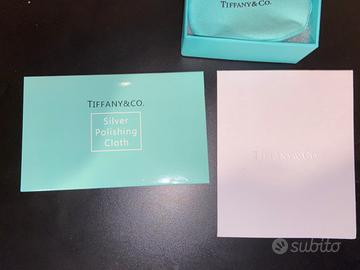 TIFFANY & CO.
TIFFANY & CO.
Silver
Polishing
Cloth
TIFFANY & CO.
subito